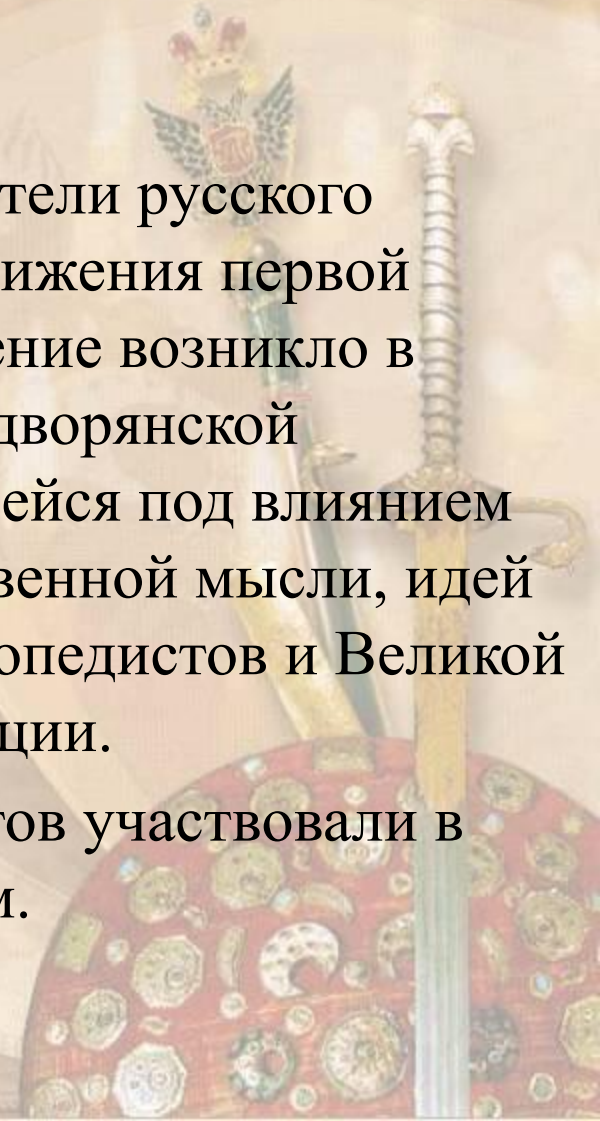 тели русского
ижения первой
ение возникло в
дворянской
ейся под влиянием
венной мысли, идей
опедистов и Великой
ции.
тов участвовали в
м.